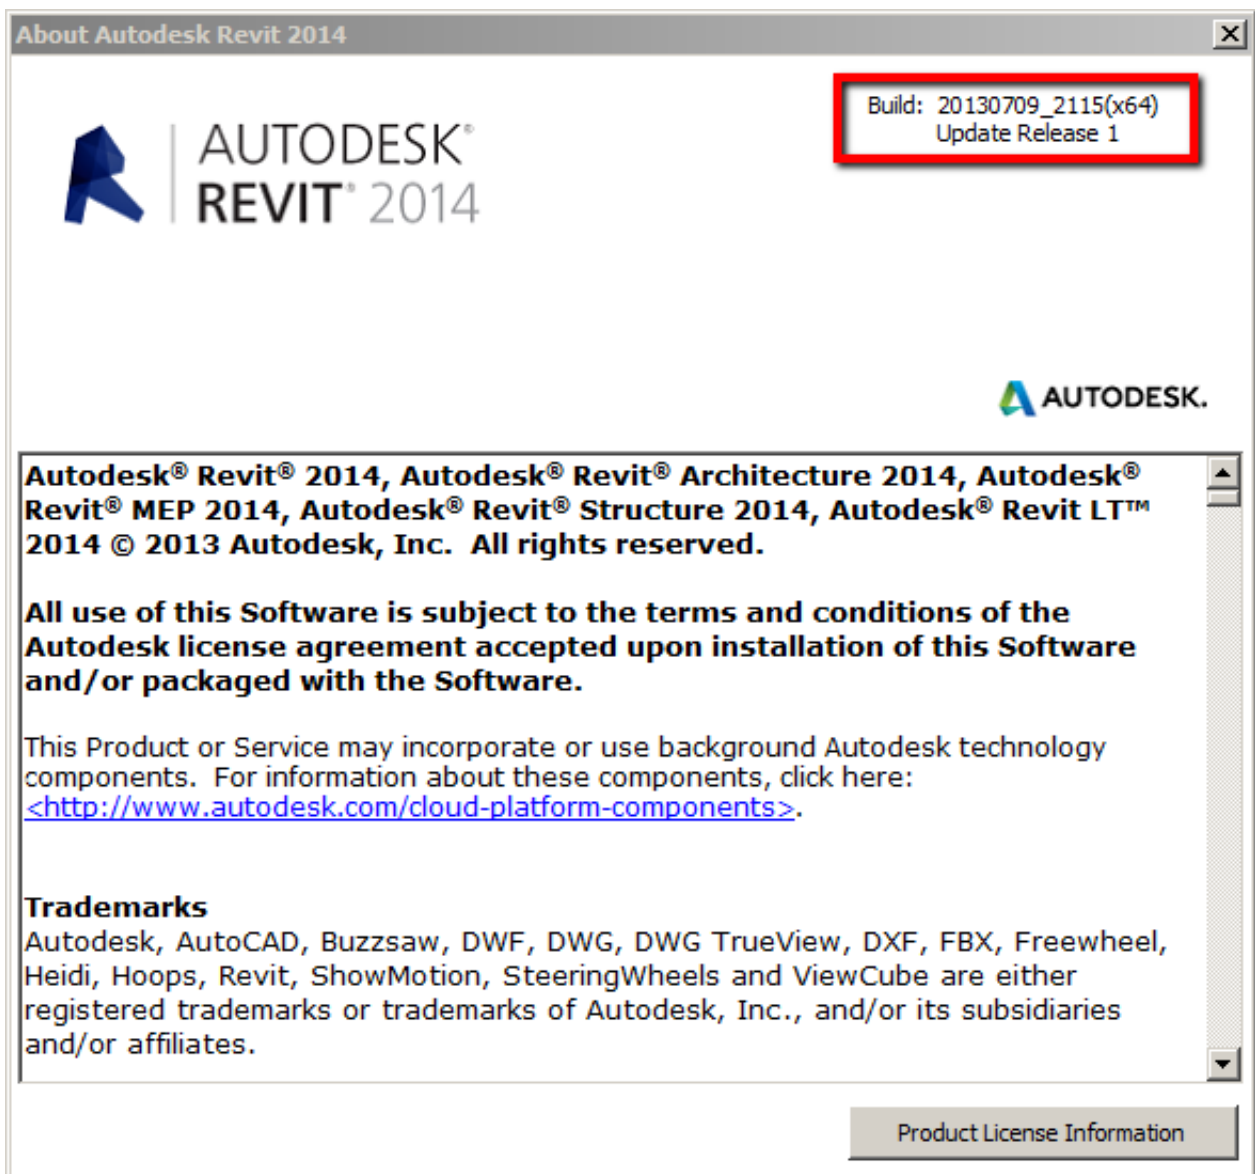 About Autodesk Revit 2014
Build: 20130709_2115(x64)
Update Release 1
AUTODESK®
REVIT® 2014
AUTODESK.
Autodesk® Revit® 2014, Autodesk® Revit® Architecture 2014, Autodesk®
Revit® MEP 2014, Autodesk® Revit® Structure 2014, Autodesk® Revit LT™
2014 © 2013 Autodesk, Inc.  All rights reserved.
All use of this Software is subject to the terms and conditions of the
Autodesk license agreement accepted upon installation of this Software
and/or packaged with the Software.
This Product or Service may incorporate or use background Autodesk technology
components.  For information about these components, click here:
<http://www.autodesk.com/cloud-platform-components>.
Trademarks
Autodesk, AutoCAD, Buzzsaw, DWF, DWG, DWG TrueView, DXF, FBX, Freewheel,
Heidi, Hoops, Revit, ShowMotion, SteeringWheels and ViewCube are either
registered trademarks or trademarks of Autodesk, Inc., and/or its subsidiaries
and/or affiliates.
Product License Information